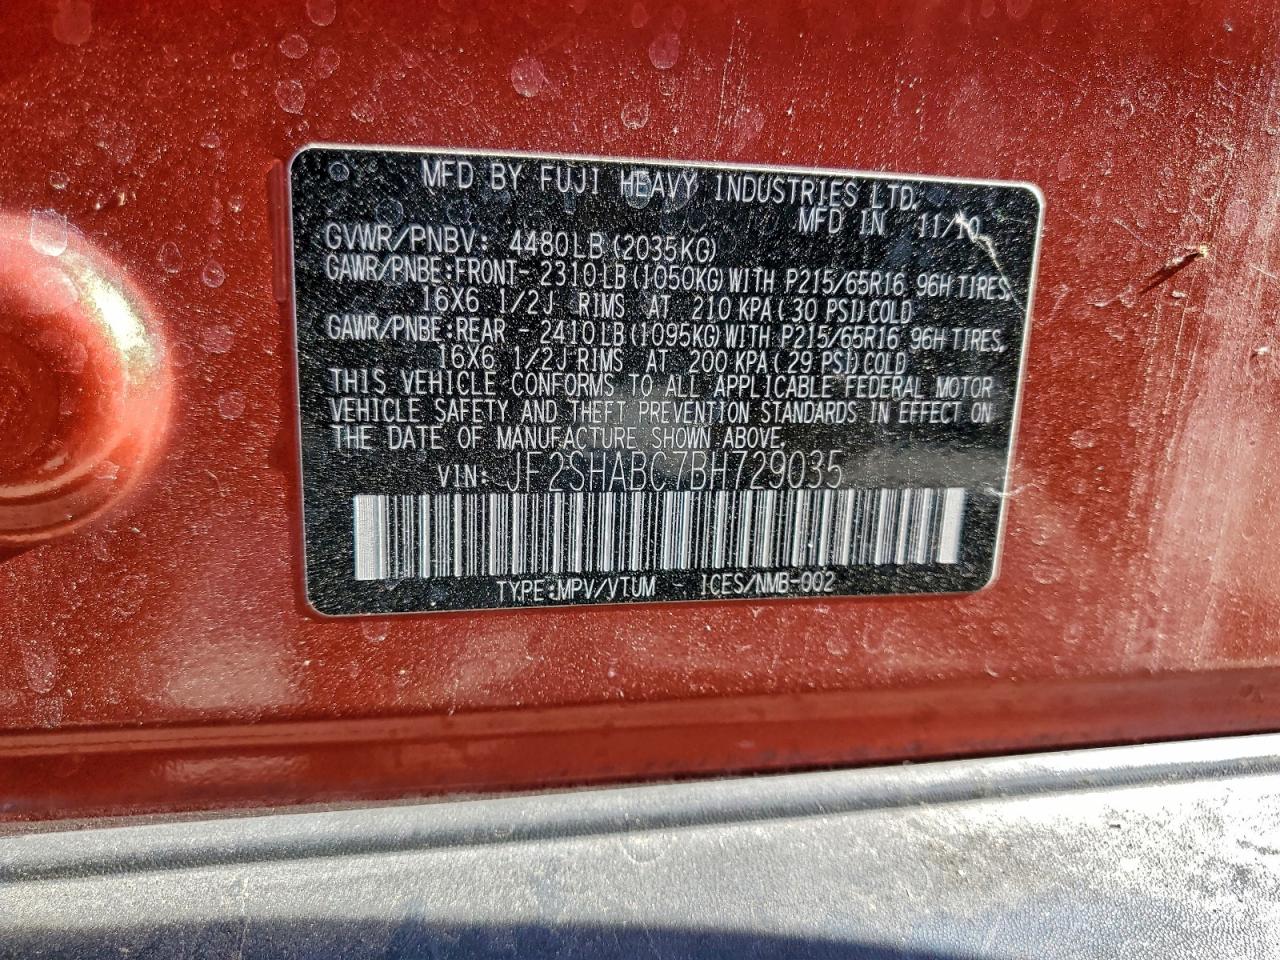 MFD BY FUJI HEAVY INDUSTRIES LTD.
MFD IN 11/10
GVWR/PNBV: 4480LB(2035KG)
GAWR/PNBE:FRONT- 2310LB(1050KG)WITH P215/65R16 96H TIRES,
16X6 1/2J RIMS AT 210 KPA(30 PSI)COLD
GAWR/PNBE:REAR - 2410LB(1095KG)WITH P215/65R16 96H TIRES,
16X6 1/2J RIMS AT 200 KPA(29 PSI)COLD
THIS VEHICLE CONFORMS TO ALL APPLICABLE FEDERAL MOTOR
VEHICLE SAFETY AND THEFT PREVENTION STANDARDS IN EFFECT ON
THE DATE OF MANUFACTURE SHOWN ABOVE.
VIN: JF2SHABC7BH729035
TYPE:MPV/VTUM - ICES/NMB-002